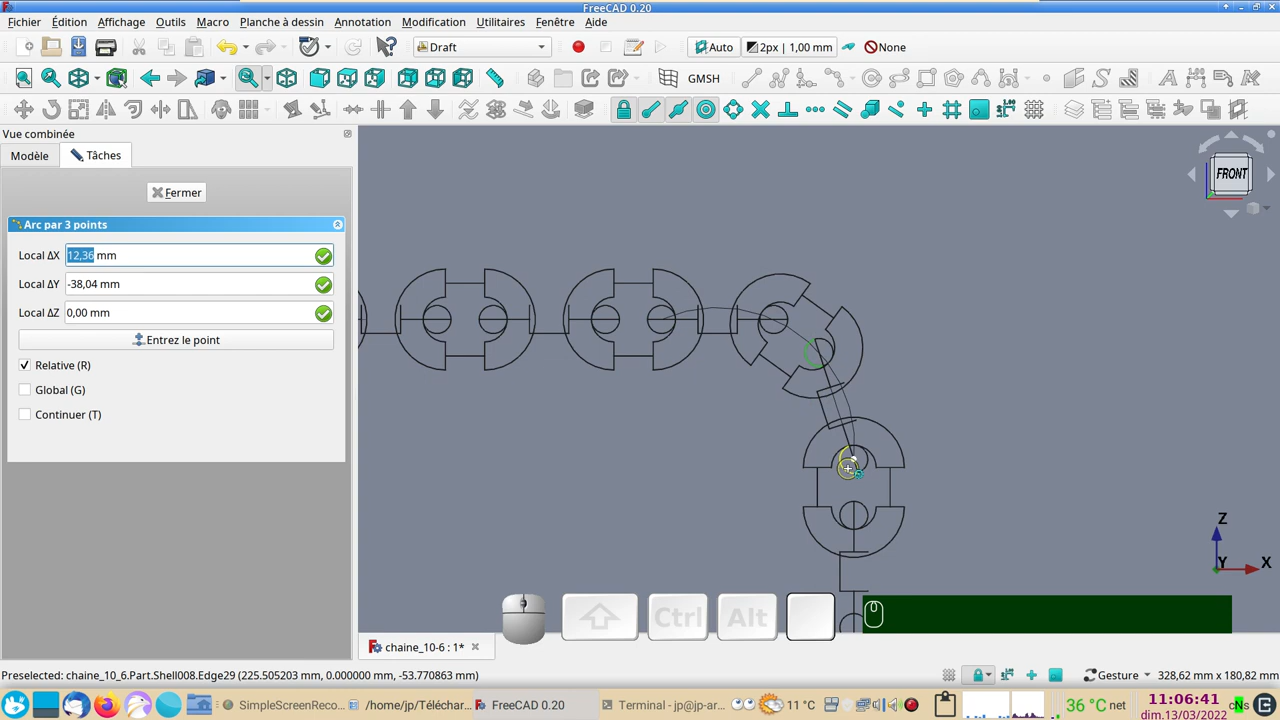 FreeCAD 0.20
Fichier Édition Affichage Outils Macro Planche à dessin Annotation Modification Utilitaires Fenêtre Aide
Draft Auto 2px | 1,00 mm None
GMSH
Vue combinée
Modèle Tâches
Fermer
Arc par 3 points
Local ΔX 12,36 mm
Local ΔY -38,04 mm
Local ΔZ 0,00 mm
Entrez le point
Relative (R)
Global (G)
Continuer (T)
FRONT
Z
Y X
Ctrl Alt
chaine_10-6 : 1*
Preselected: chaine_10_6.Part.Shell008.Edge29 (225.505203 mm, 0.000000 mm, -53.770863 mm) Gesture 328,62 mm x 180,82 mm
SimpleScreenReco... /home/jp/Téléchar... FreeCAD 0.20 Terminal - jp@jp-ar... 11 °C 36 °C 11:06:41
dim.13/03/2022
cNs